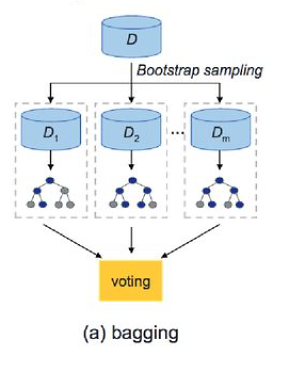 D
Bootstrap sampling
D1 D2 ... Dm
voting
(a) bagging